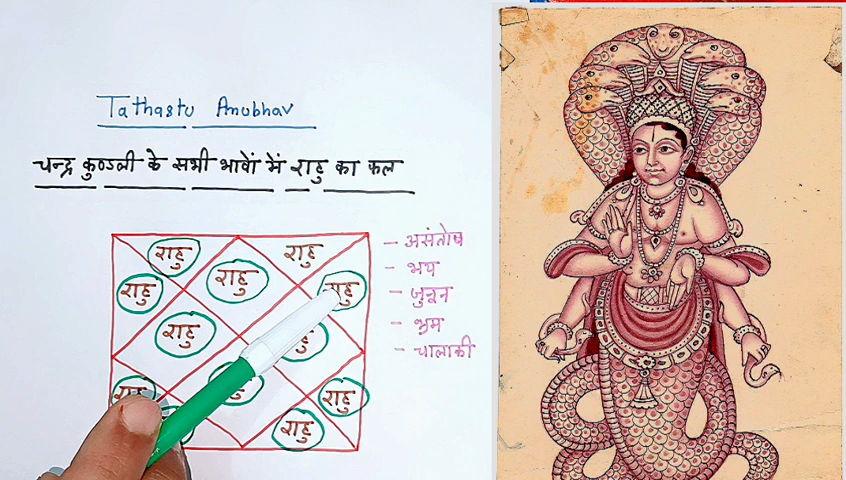 Tathastu Anubhav
चन्द्र कुण्डली के सभी भावों में राहु का फल
राहु
राहु
राहु
राहु
राहु
राहु
राहु
राहु
- असंतोष
- भय
- जुनून
- भ्रम
- चालाकी